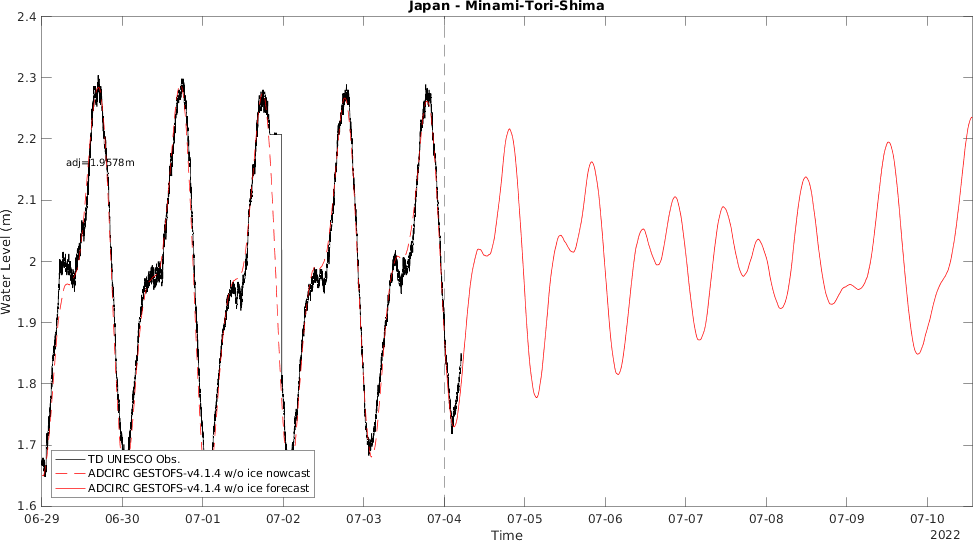 Japan - Minami-Tori-Shima
2.4
2.3
2.2
2.1
2
1.9
1.8
1.7
1.6
Water Level (m)
adj=1.9578m
TD UNESCO Obs.
ADCIRC GESTOFS-v4.1.4 w/o ice nowcast
ADCIRC GESTOFS-v4.1.4 w/o ice forecast
06-29 06-30 07-01 07-02 07-03 07-04 07-05 07-06 07-07 07-08 07-09 07-10
Time
2022